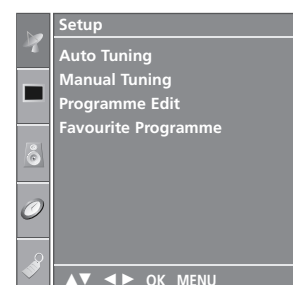 Setup
Auto Tuning
Manual Tuning
Programme Edit
Favourite Programme
▲▼ ◄► OK MENU